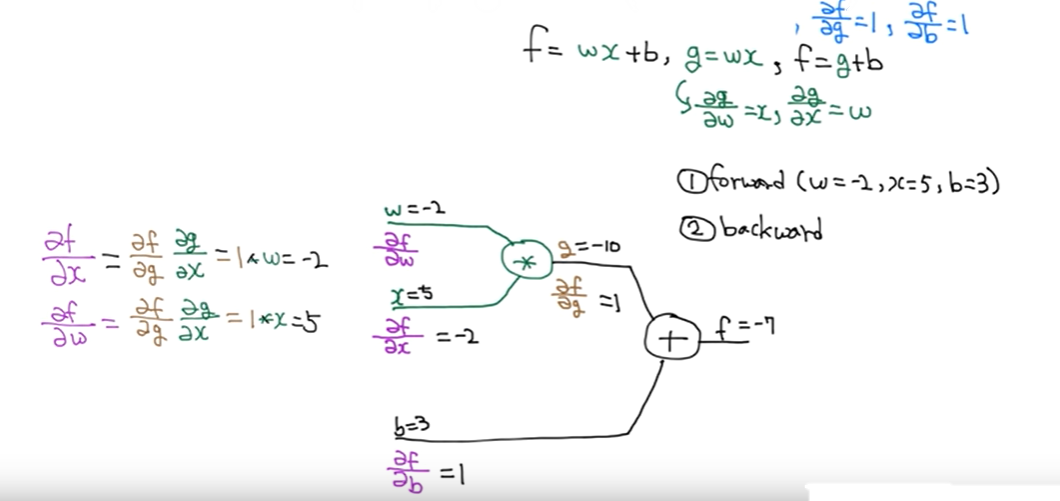 , ∂f/∂g=1, ∂f/∂b=1
f= wx+b, g=wx, f=g+b
↳ ∂g/∂w=x, ∂g/∂x=w
① forward (w=-2, x=5, b=3)
② backward
∂f/∂x = ∂f/∂g ∂g/∂x = 1*w= -2
∂f/∂w = ∂f/∂g ∂g/∂x = 1*x=5
w=-2
∂f/∂w
x=5
∂f/∂x =-2
*
g=-10
∂f/∂g =1
+
f=-7
b=3
∂f/∂b =1